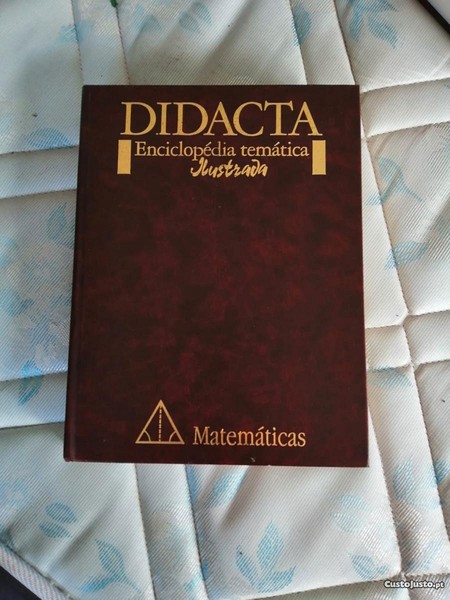 DIDACTA
Enciclopédia temática
Ilustrada
Matemáticas
CustoJusto.pt